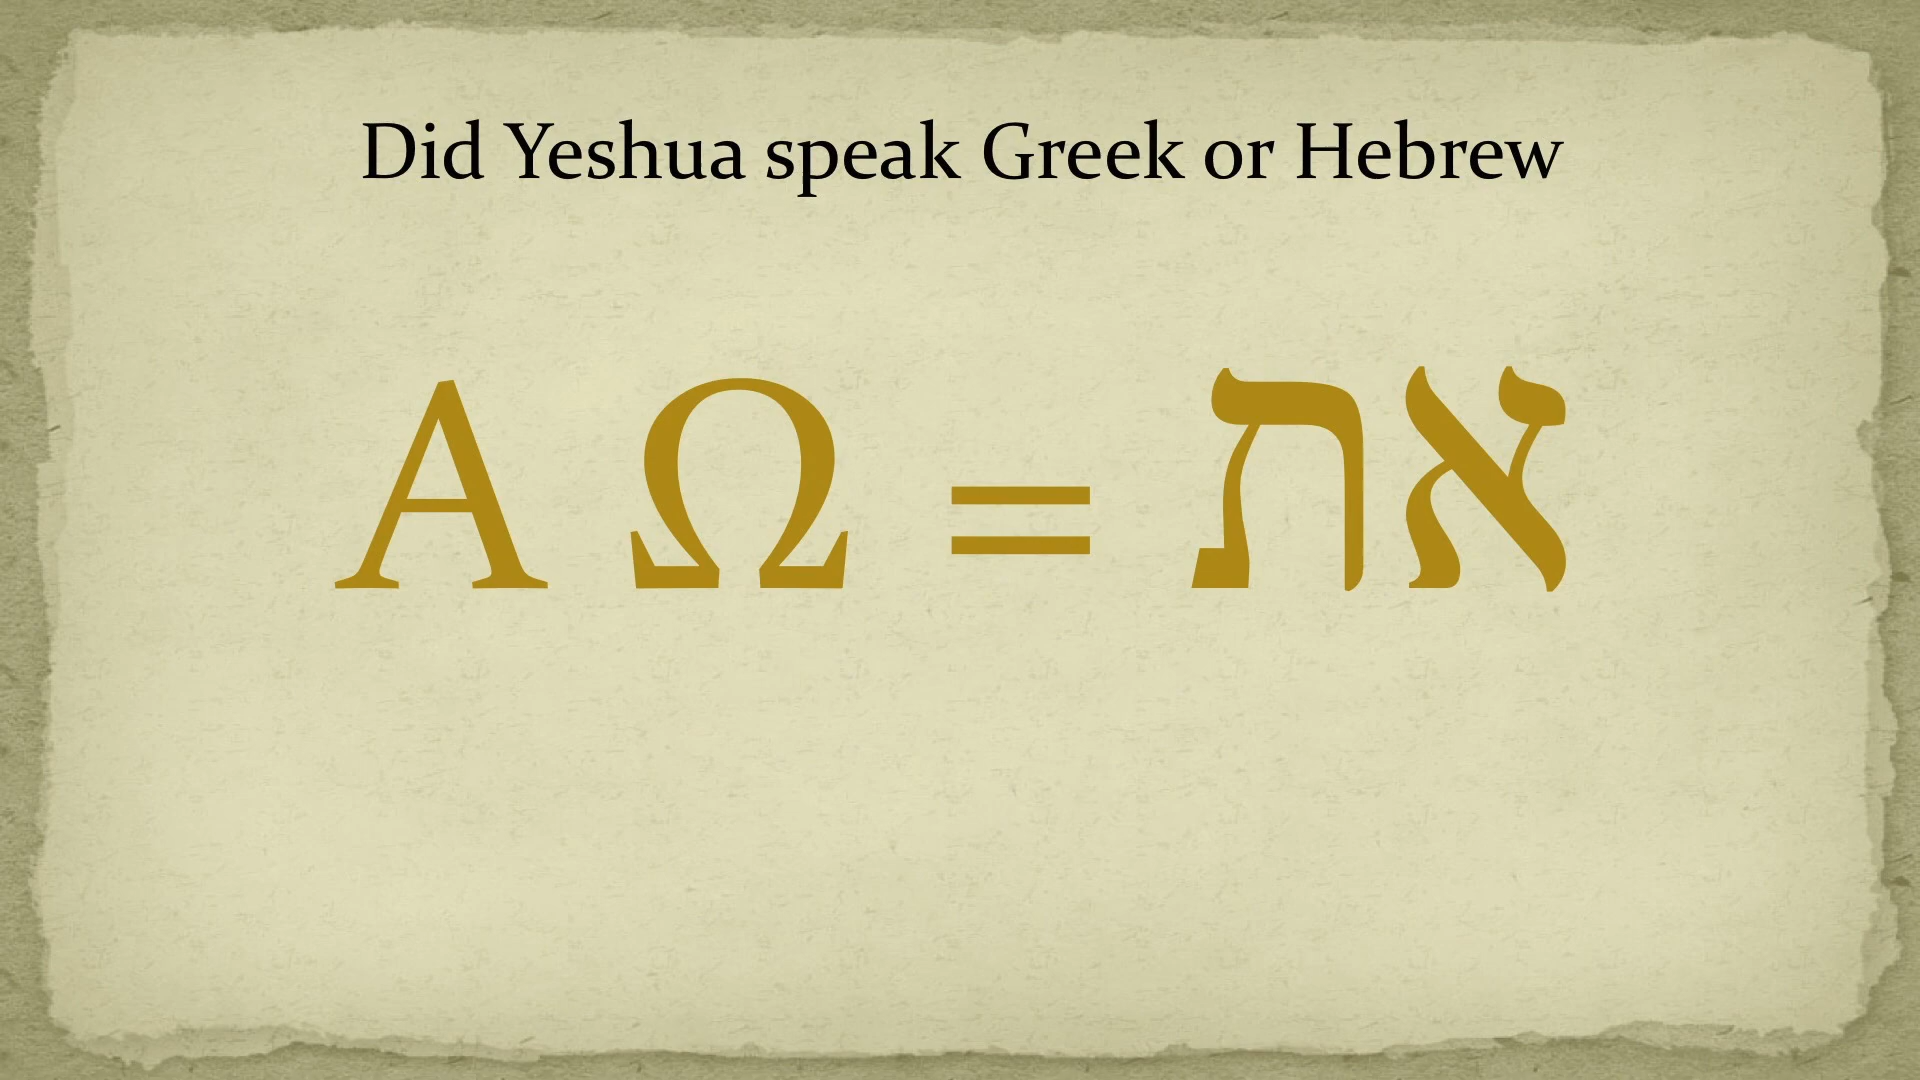 Did Yeshua speak Greek or Hebrew
Α Ω = את